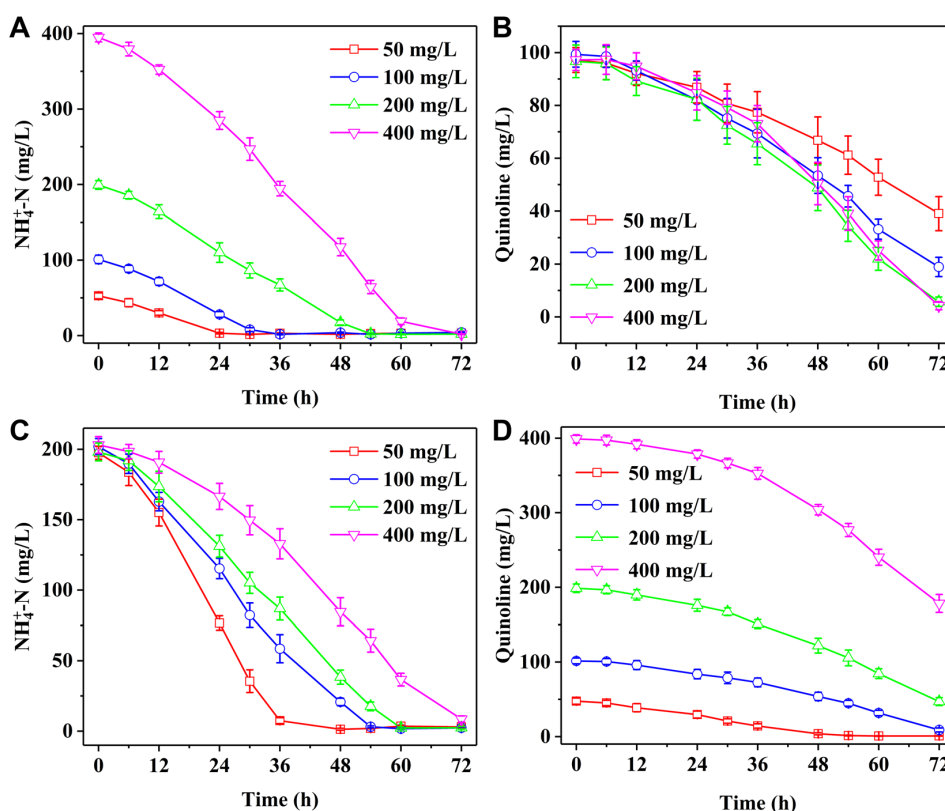 A
NH₄⁺-N (mg/L)
400
300
200
100
0
50 mg/L
100 mg/L
200 mg/L
400 mg/L
0 12 24 36 48 60 72
Time (h)
B
Quinoline (mg/L)
100
80
60
40
20
0
50 mg/L
100 mg/L
200 mg/L
400 mg/L
0 12 24 36 48 60 72
Time (h)
C
NH₄⁺-N (mg/L)
200
150
100
50
0
50 mg/L
100 mg/L
200 mg/L
400 mg/L
0 12 24 36 48 60 72
Time (h)
D
Quinoline (mg/L)
400
300
200
100
0
50 mg/L
100 mg/L
200 mg/L
400 mg/L
0 12 24 36 48 60 72
Time (h)